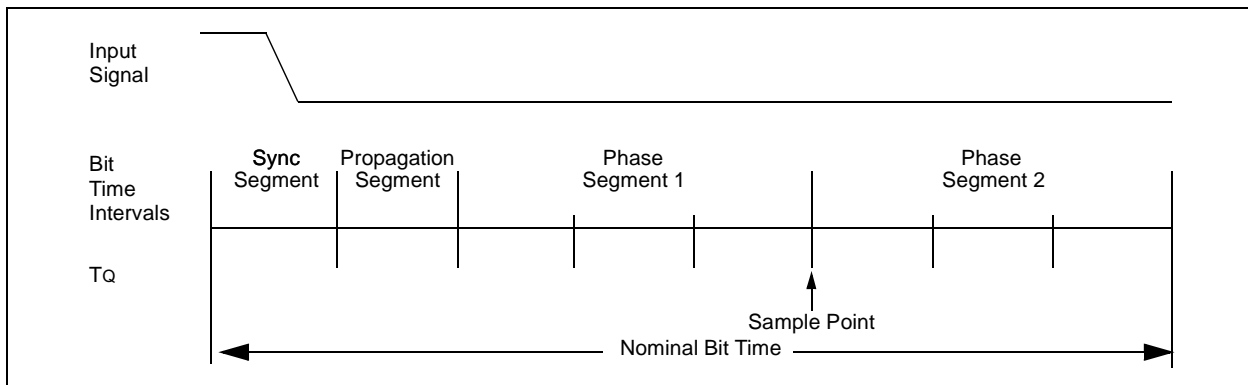 Input
Signal
Bit
Time
Intervals
Sync
Segment
Propagation
Segment
Phase
Segment 1
Phase
Segment 2
TQ
Sample Point
Nominal Bit Time